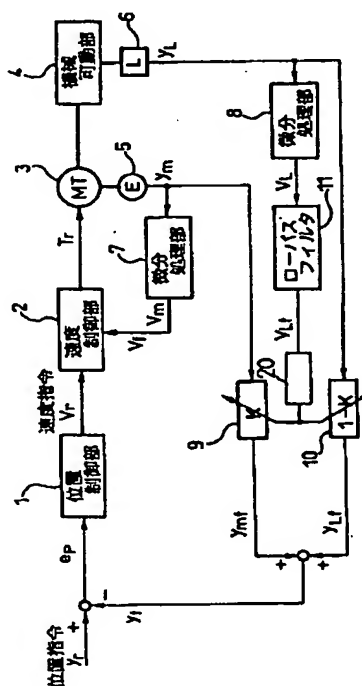 位置指令
yr
+
-
ep
1
位置
制御部
速度指令
Vr
2
速度
制御部
Tr
3
MT
4
機械
可動部
5
E
ym
6
L
yL
7
微分
処理部
Vm
Vf
8
微分
処理部
VL
11
ローパス
フィルタ
VLf
20
9
K
10
1-K
ymf
yLf
+
+
yf